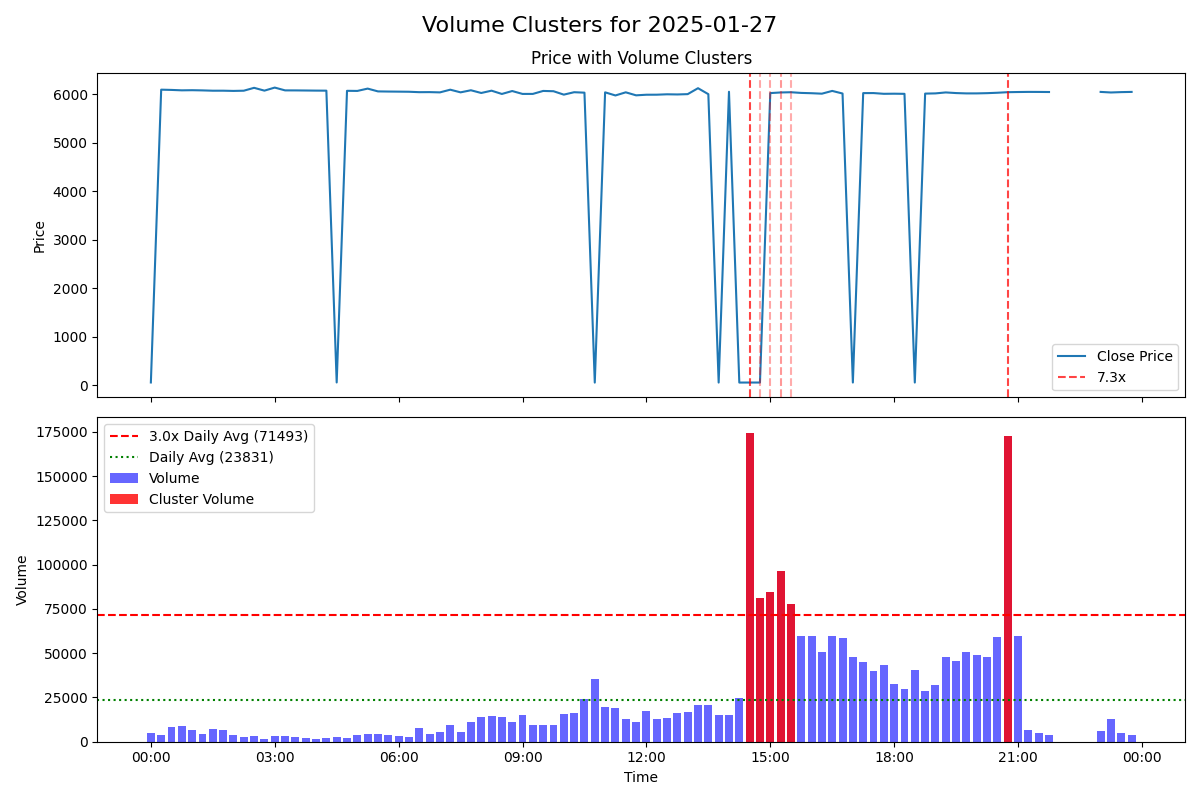 Volume Clusters for 2025-01-27
Price with Volume Clusters
Price
6000
5000
4000
3000
2000
1000
0
Close Price
7.3x
Volume
175000
150000
125000
100000
75000
50000
25000
0
3.0x Daily Avg (71493)
Daily Avg (23831)
Volume
Cluster Volume
00:00 03:00 06:00 09:00 12:00 15:00 18:00 21:00 00:00
Time